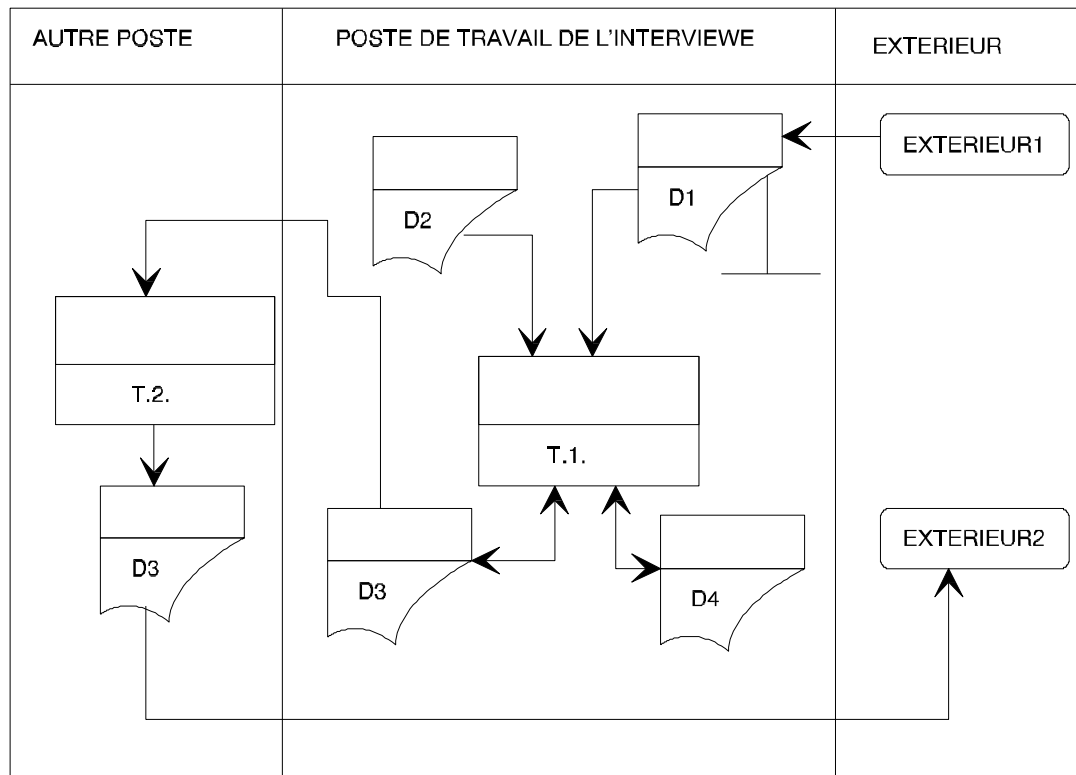 AUTRE POSTE
POSTE DE TRAVAIL DE L'INTERVIEWE
EXTERIEUR
EXTERIEUR1
D2
D1
T.2.
T.1.
D3
D3
D4
EXTERIEUR2